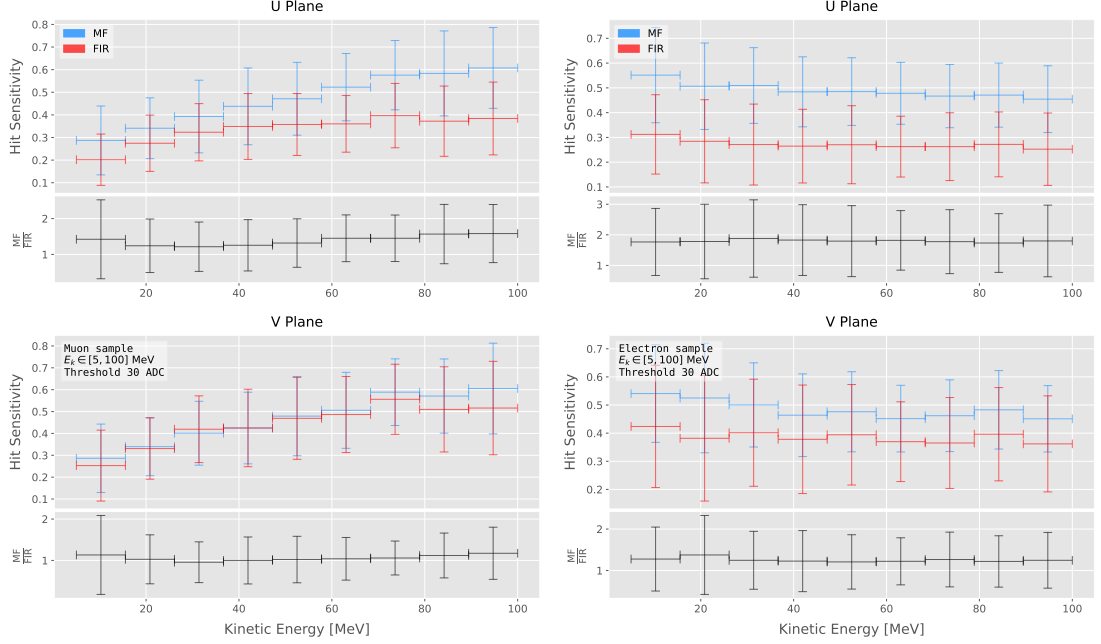 U Plane
MF
FIR
Hit Sensitivity
0.8
0.7
0.6
0.5
0.4
0.3
0.2
0.1
MF
FIR
2
1
20
40
60
80
100
U Plane
MF
FIR
Hit Sensitivity
0.7
0.6
0.5
0.4
0.3
0.2
0.1
MF
FIR
3
2
1
20
40
60
80
100
V Plane
Muon sample
E_k ∈ [5, 100] MeV
Threshold 30 ADC
Hit Sensitivity
0.8
0.7
0.6
0.5
0.4
0.3
0.2
0.1
MF
FIR
2
1
20
40
60
80
100
Kinetic Energy [MeV]
V Plane
Electron sample
E_k ∈ [5, 100] MeV
Threshold 30 ADC
Hit Sensitivity
0.7
0.6
0.5
0.4
0.3
0.2
MF
FIR
2
1
20
40
60
80
100
Kinetic Energy [MeV]